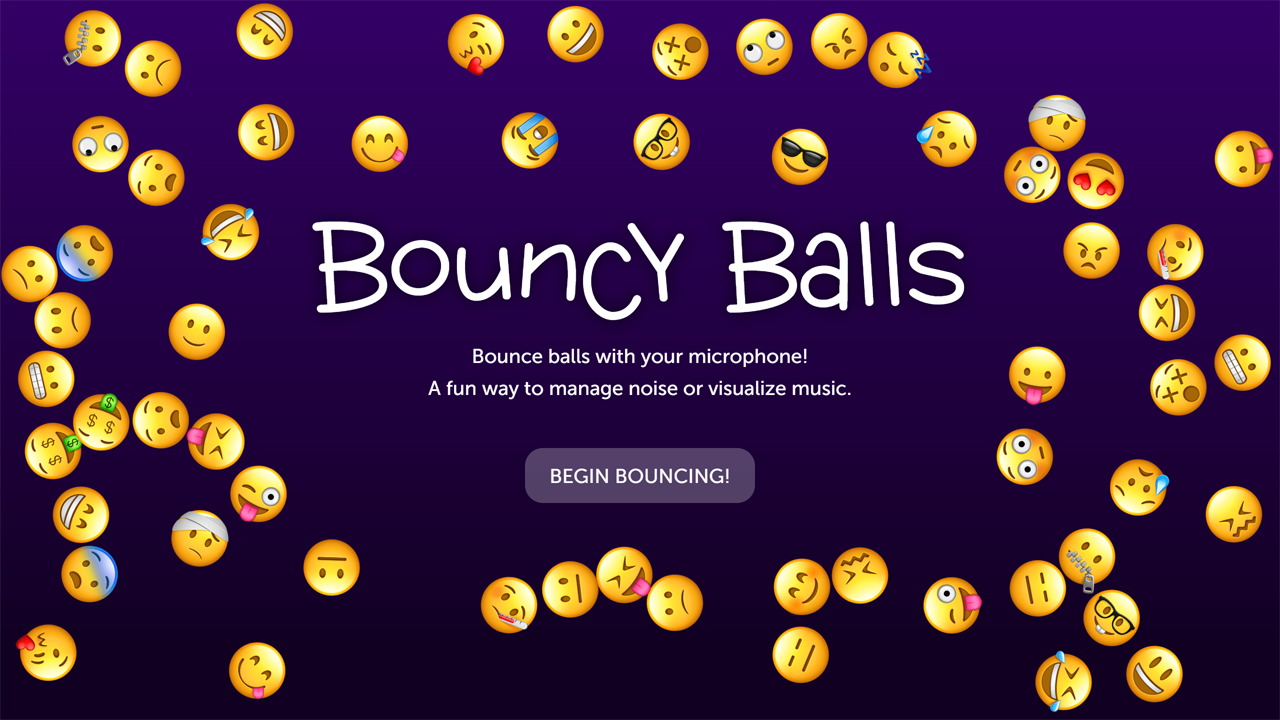 Bouncy Balls
Bounce balls with your microphone!
A fun way to manage noise or visualize music.
BEGIN BOUNCING!